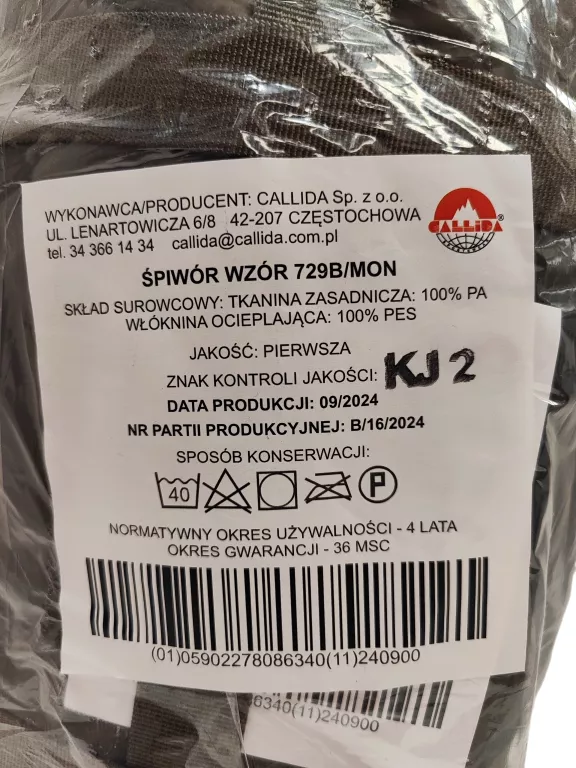 WYKONAWCA/PRODUCENT: CALLIDA Sp. z o.o.
UL. LENARTOWICZA 6/8 42-207 CZĘSTOCHOWA
tel. 34 366 14 34 callida@callida.com.pl
CALLIDA®
ŚPIWÓR WZÓR 729B/MON
SKŁAD SUROWCOWY: TKANINA ZASADNICZA: 100% PA
WŁÓKNINA OCIEPLAJĄCA: 100% PES
JAKOŚĆ: PIERWSZA
ZNAK KONTROLI JAKOŚCI: KJ 2
DATA PRODUKCJI: 09/2024
NR PARTII PRODUKCYJNEJ: B/16/2024
SPOSÓB KONSERWACJI:
40 P
NORMATYWNY OKRES UŻYWALNOŚCI - 4 LATA
OKRES GWARANCJI - 36 MSC
(01)05902278086340(11)240900
6340(11)240900